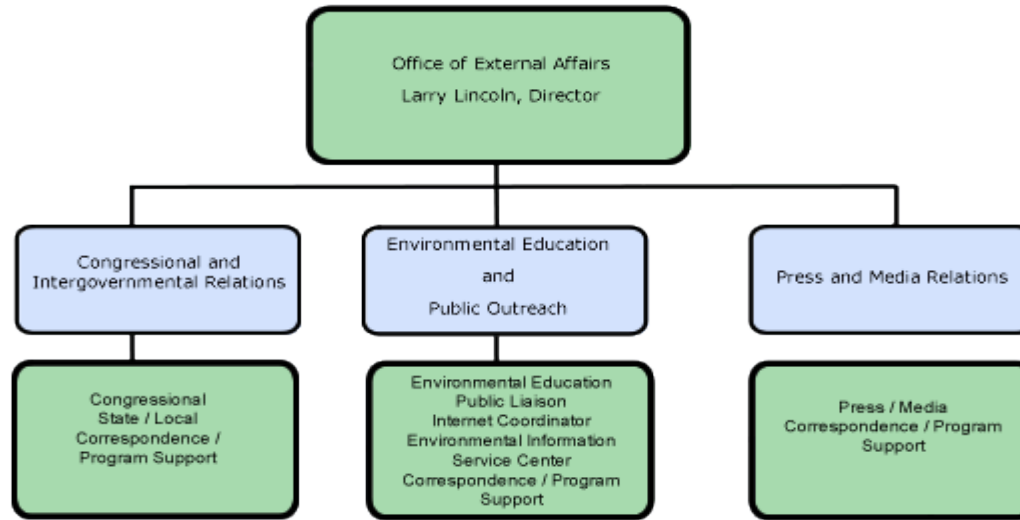 Office of External Affairs
Larry Lincoln, Director
Congressional and
Intergovernmental Relations
Environmental Education
and
Public Outreach
Press and Media Relations
Congressional
State / Local
Correspondence /
Program Support
Environmental Education
Public Liaison
Internet Coordinator
Environmental Information
Service Center
Correspondence / Program
Support
Press / Media
Correspondence / Program
Support